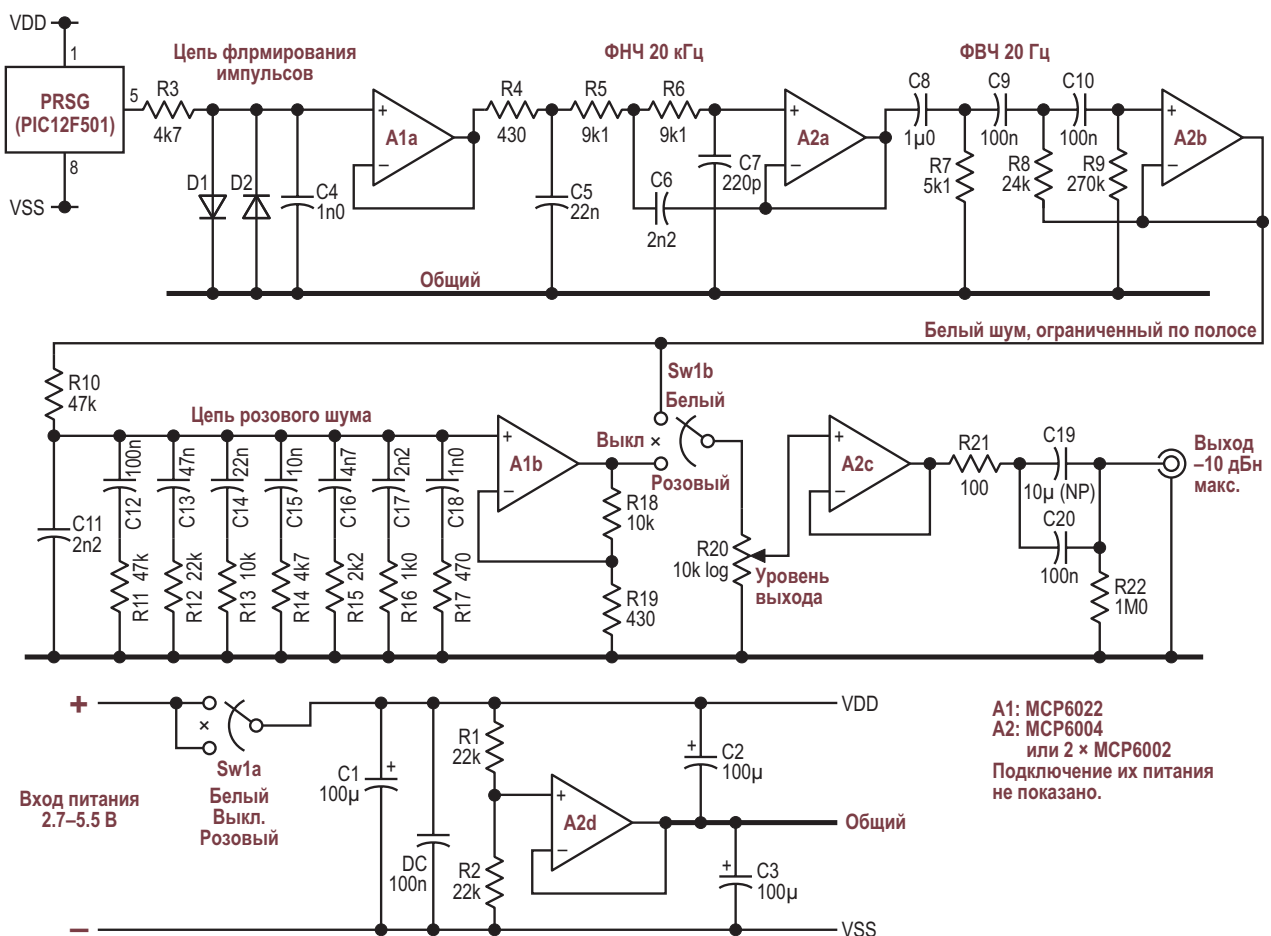 VDD
1
PRSG
(PIC12F501)
5
8
VSS
R3
4k7
Цепь флрмирования
импульсов
D1
D2
C4
1n0
+
A1a
−
R4
430
C5
22n
ФНЧ 20 кГц
R5
9k1
R6
9k1
C6
2n2
C7
220p
+
A2a
−
ФВЧ 20 Гц
C8
1µ0
R7
5k1
C9
100n
R8
24k
C10
100n
R9
270k
+
A2b
−
Общий
Белый шум, ограниченный по полосе
R10
47k
Цепь розового шума
C11
2n2
C12 100n
R11 47k
C13 47n
R12 22k
C14 22n
R13 10k
C15 10n
R14 4k7
C16 4n7
R15 2k2
C17 2n2
R16 1k0
C18 1n0
R17 470
+
A1b
−
Sw1b
Белый
Выкл ×
Розовый
R18
10k
R19
430
R20
10k log
Уровень
выхода
+
A2c
−
R21
100
C19
10µ (NP)
C20
100n
R22
1M0
Выход
–10 дБн
макс.
+
−
×
Sw1a
Белый
Выкл.
Розовый
Вход питания
2.7–5.5 В
C1
100µ
+
DC
100n
R1
22k
R2
22k
+
A2d
−
+
C2
100µ
+
C3
100µ
VDD
Общий
VSS
A1: MCP6022
A2: MCP6004
или 2 × MCP6002
Подключение их питания
не показано.